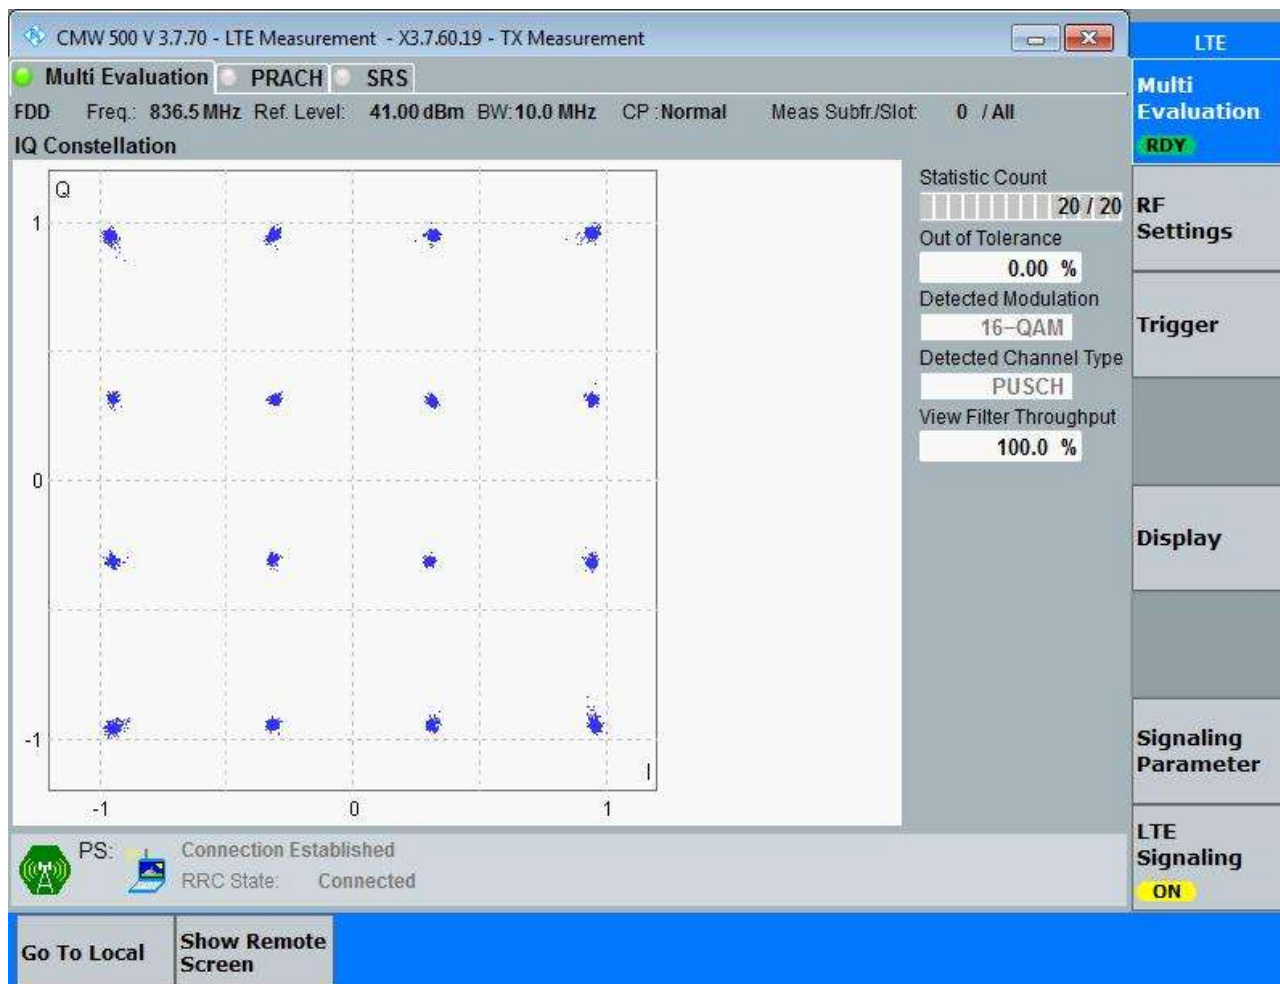 CMW 500 V 3.7.70 - LTE Measurement - X3.7.60.19 - TX Measurement
LTE
Multi Evaluation PRACH SRS
FDD Freq.: 836.5 MHz Ref. Level: 41.00 dBm BW: 10.0 MHz CP : Normal Meas Subfr./Slot: 0 / All
IQ Constellation
Q
1
0
-1
I
-1 0 1
Statistic Count
20 / 20
Out of Tolerance
0.00 %
Detected Modulation
16-QAM
Detected Channel Type
PUSCH
View Filter Throughput
100.0 %
Multi
Evaluation
RDY
RF
Settings
Trigger
Display
Signaling
Parameter
LTE
Signaling
ON
PS: Connection Established
RRC State: Connected
Go To Local
Show Remote
Screen